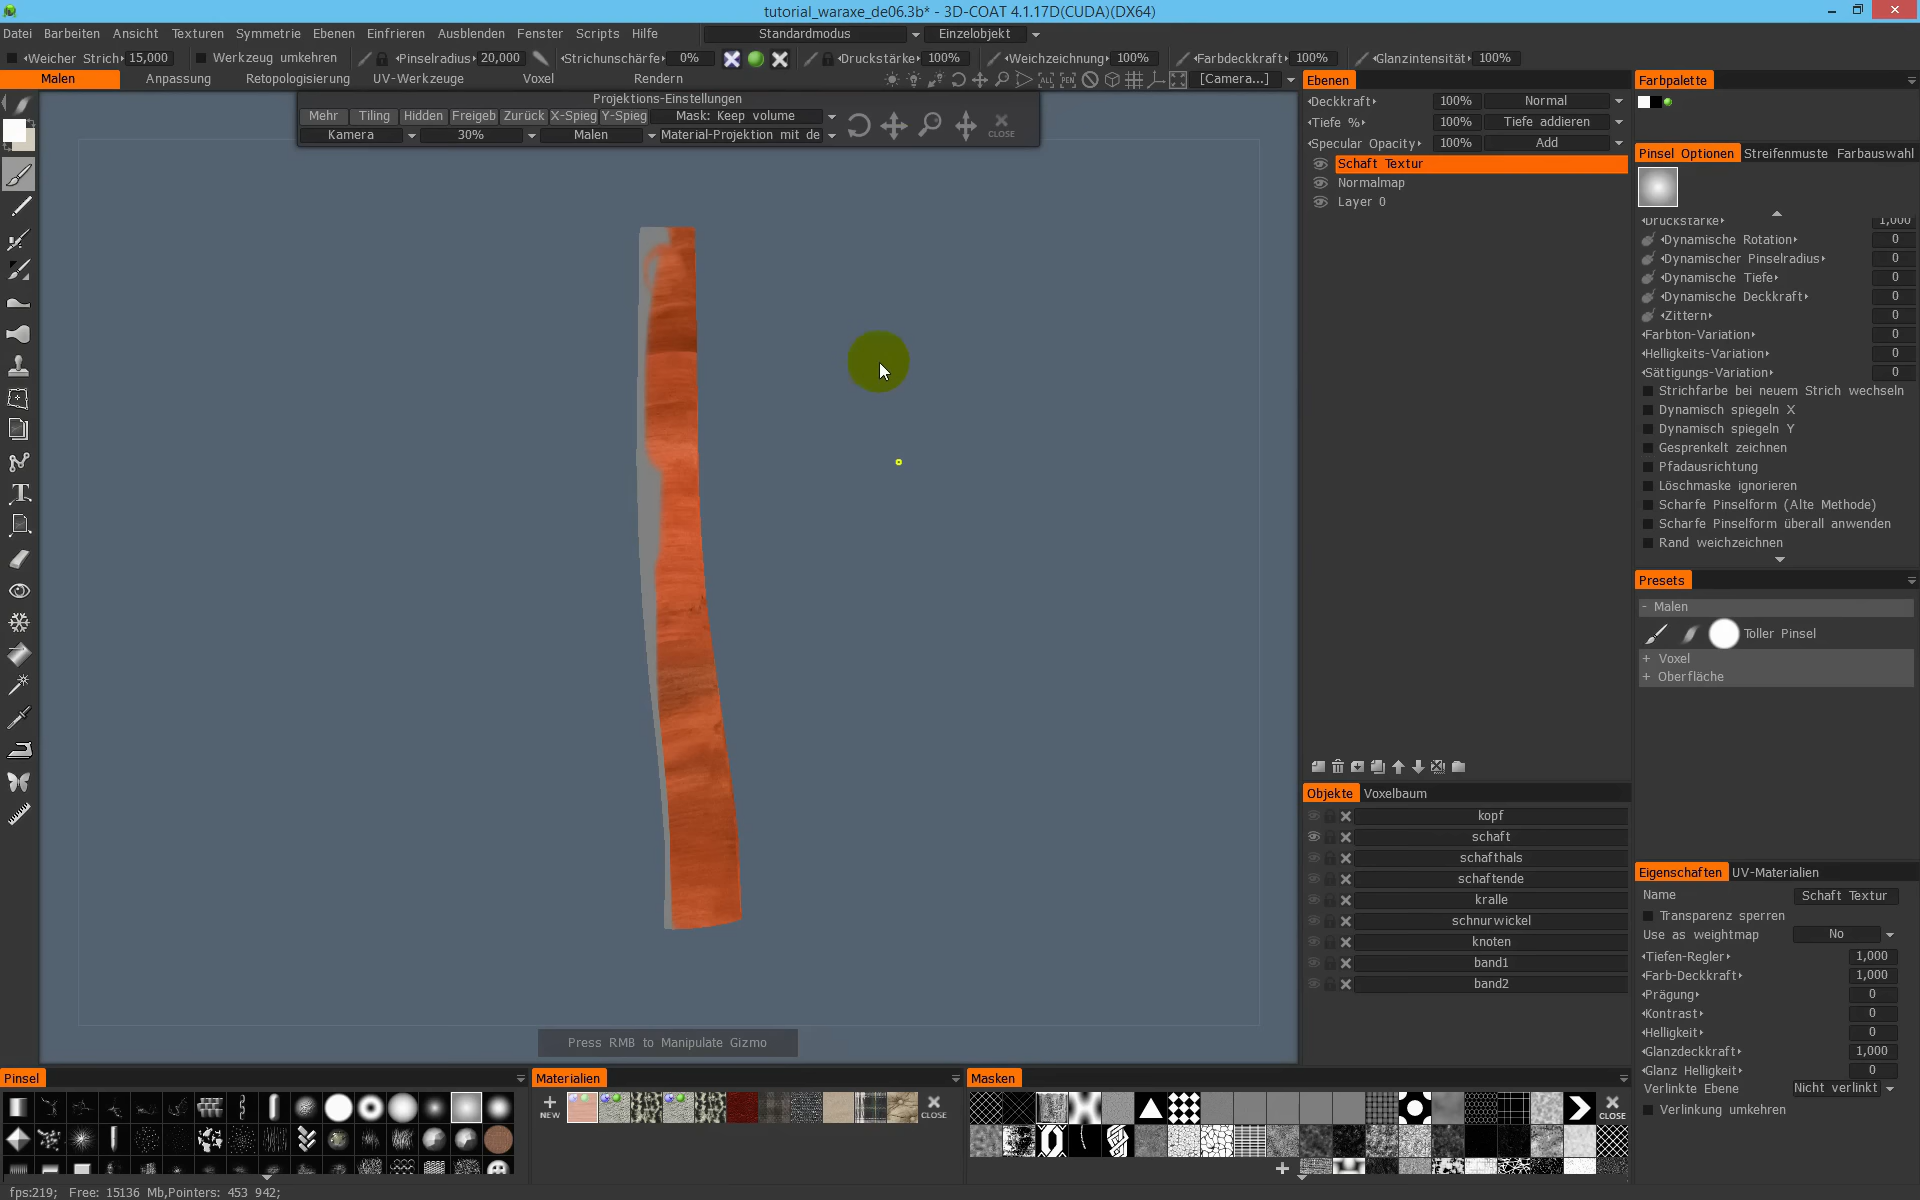 tutorial_waraxe_de06.3b* - 3D-COAT 4.1.17D(CUDA)(DX64)
Datei Bearbeiten Ansicht Texturen Symmetrie Ebenen Einfrieren Ausblenden Fenster Scripts Hilfe Standardmodus Einzelobjekt
Weicher Strich 15,000 Werkzeug umkehren Pinselradius 20,000 Strichunschärfe 0% Druckstärke 100% Weichzeichnung 100% Farbdeckkraft 100% Glanzintensität 100%
Malen Anpassung Retopologisierung UV-Werkzeuge Voxel Rendern ALL PEN [Camera...]
Projektions-Einstellungen
Mehr Tiling Hidden Freigeb Zurück X-Spieg Y-Spieg Mask: Keep volume
Kamera 30% Malen Material-Projektion mit de CLOSE
Press RMB to Manipulate Gizmo
Ebenen
Deckkraft 100% Normal
Tiefe % 100% Tiefe addieren
Specular Opacity 100% Add
Schaft Textur
Normalmap
Layer 0
Objekte Voxelbaum
kopf
schaft
schafthals
schaftende
kralle
schnurwickel
knoten
band1
band2
Farbpalette
Pinsel Optionen Streifenmuste Farbauswahl
Druckstärke 1,000
Dynamische Rotation 0
Dynamischer Pinselradius 0
Dynamische Tiefe 0
Dynamische Deckkraft 0
Zittern 0
Farbton-Variation 0
Helligkeits-Variation 0
Sättigungs-Variation 0
Strichfarbe bei neuem Strich wechseln
Dynamisch spiegeln X
Dynamisch spiegeln Y
Gesprenkelt zeichnen
Pfadausrichtung
Löschmaske ignorieren
Scharfe Pinselform (Alte Methode)
Scharfe Pinselform überall anwenden
Rand weichzeichnen
Presets
- Malen
Toller Pinsel
+ Voxel
+ Oberfläche
Eigenschaften UV-Materialien
Name Schaft Textur
Transparenz sperren
Use as weightmap No
Tiefen-Regler 1,000
Farb-Deckkraft 1,000
Prägung 0
Kontrast 0
Helligkeit 0
Glanzdeckkraft 1,000
Glanz Helligkeit 0
Verlinkte Ebene Nicht verlinkt
Verlinkung umkehren
Pinsel
Materialien
NEW
CLOSE
Masken
CLOSE
fps:219; Free: 15136 Mb,Pointers: 453 942;